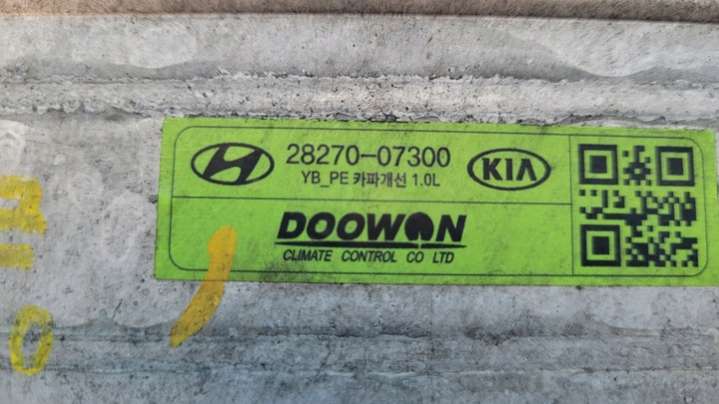 28270-07300
KIA
YB_PE 카파개선 1.0L
DOOWON
CLIMATE CONTROL CO LTD